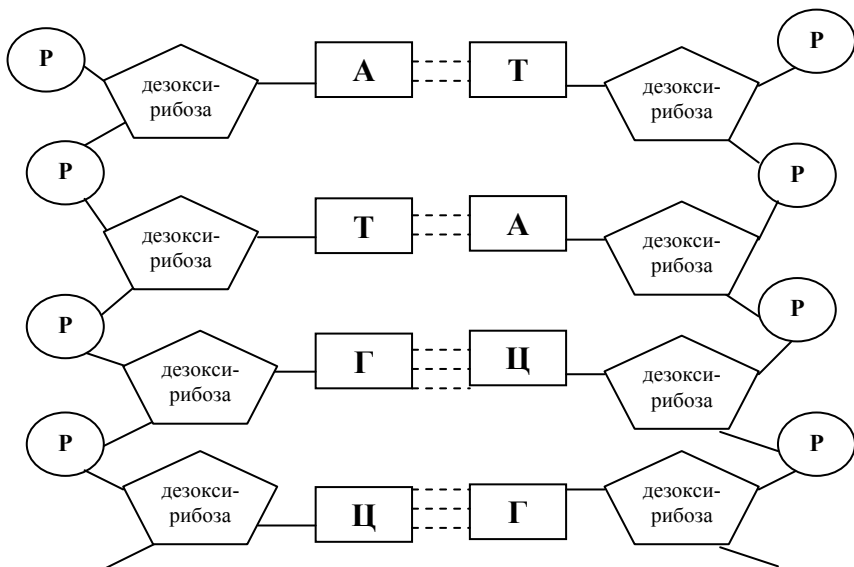 Р
А
Т
Р
дезокси-
рибоза
дезокси-
рибоза
Р
Р
Т
А
дезокси-
рибоза
дезокси-
рибоза
Р
Р
Г
Ц
дезокси-
рибоза
дезокси-
рибоза
Р
Р
Ц
Г
дезокси-
рибоза
дезокси-
рибоза